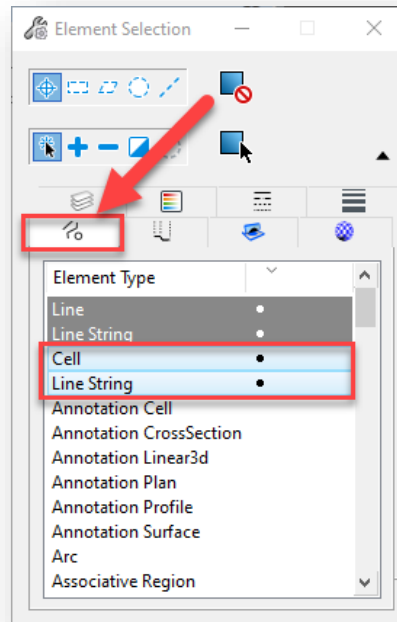 Element Selection
Element Type
Line
Line String
Cell
Line String
Annotation Cell
Annotation CrossSection
Annotation Linear3d
Annotation Plan
Annotation Profile
Annotation Surface
Arc
Associative Region